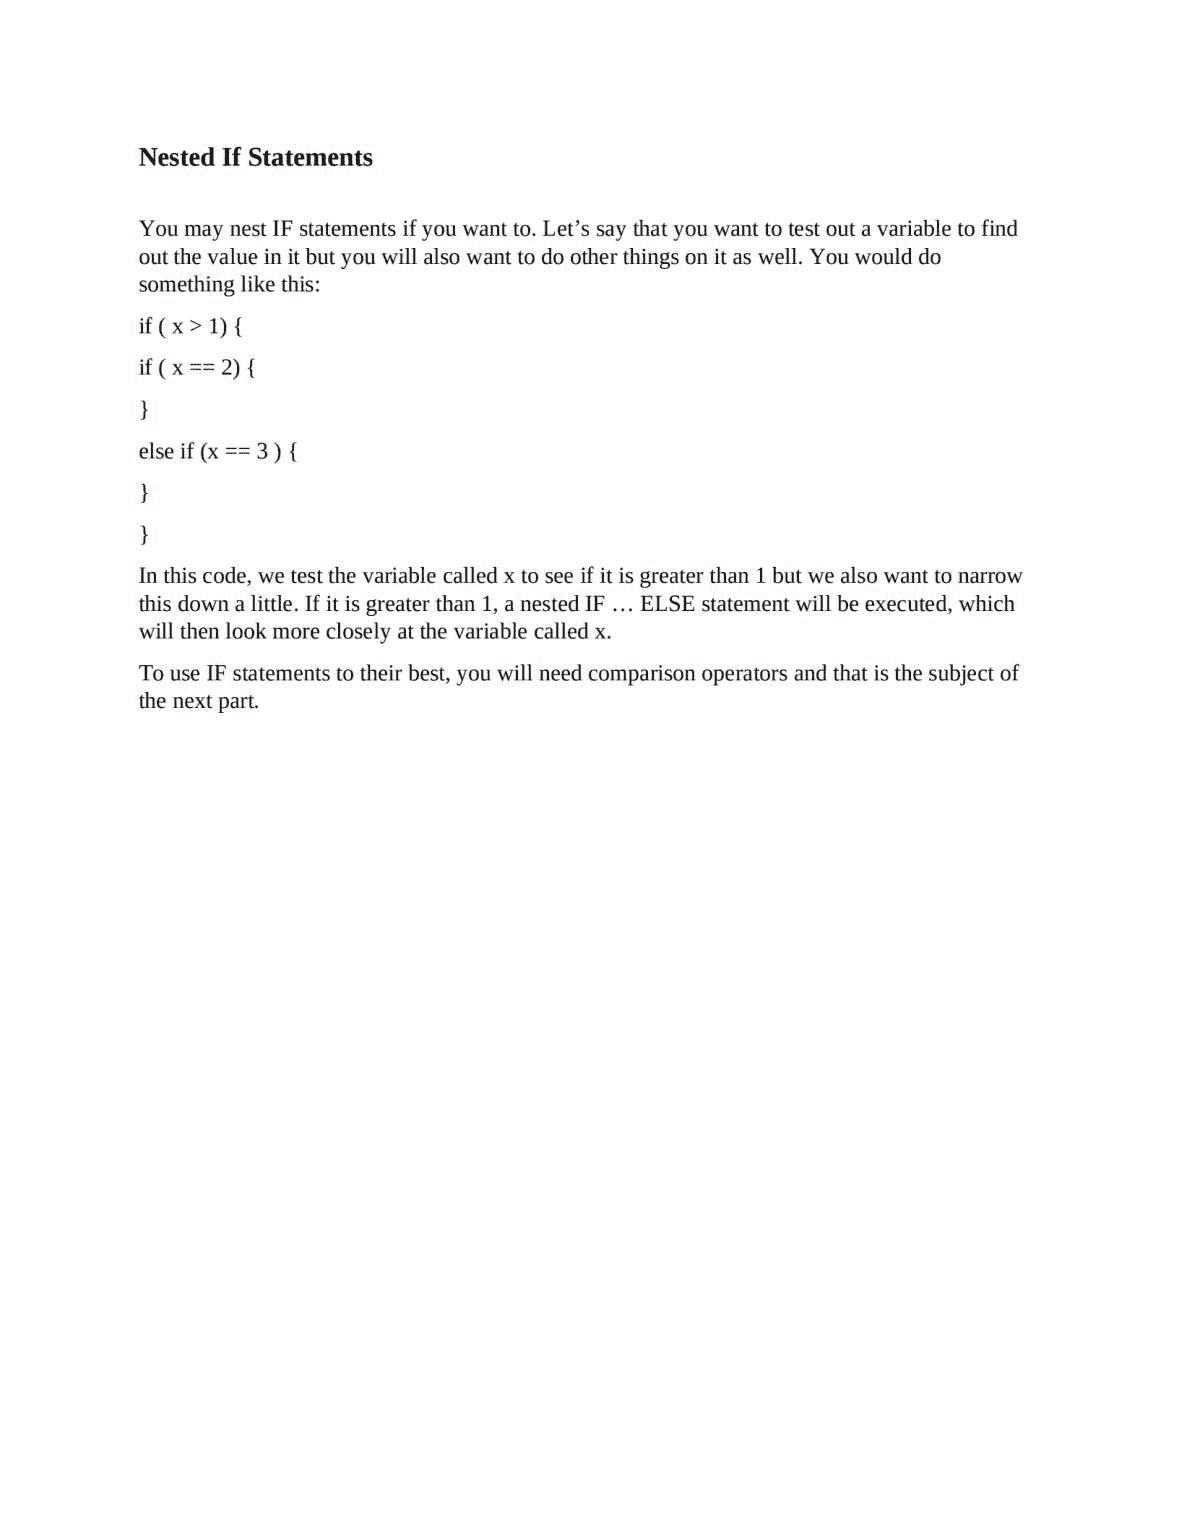 Nested If Statements
You may nest IF statements if you want to. Let’s say that you want to test out a variable to find
out the value in it but you will also want to do other things on it as well. You would do
something like this:
if ( x > 1) {
if ( x == 2) {
}
else if (x == 3 ) {
}
}
In this code, we test the variable called x to see if it is greater than 1 but we also want to narrow
this down a little. If it is greater than 1, a nested IF … ELSE statement will be executed, which
will then look more closely at the variable called x.
To use IF statements to their best, you will need comparison operators and that is the subject of
the next part.